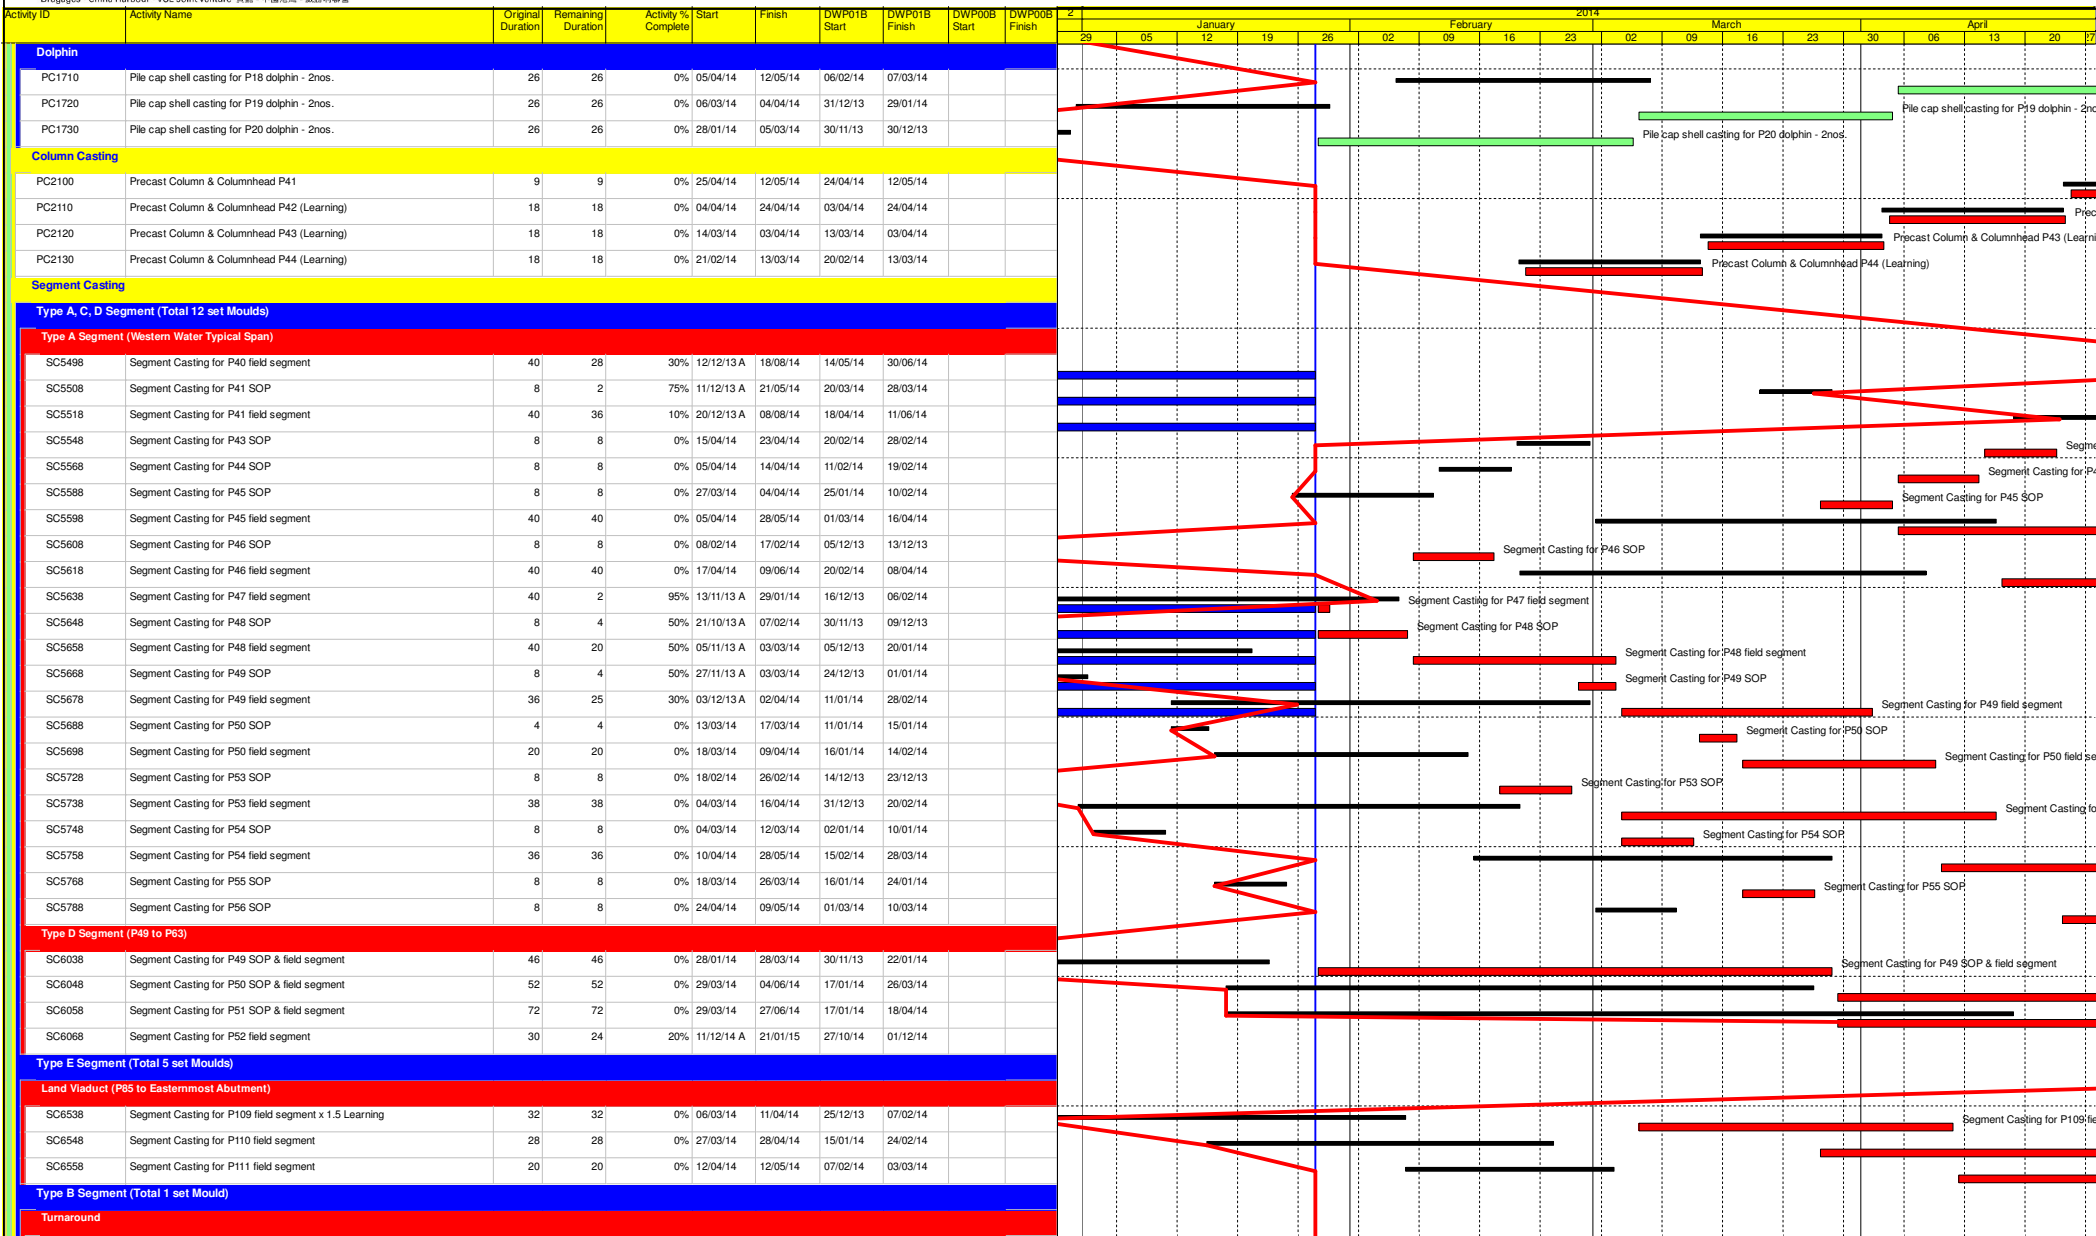 Activity ID Activity Name Original Duration Remaining Duration Activity % Complete Start Finish DWP01B Start DWP01B Finish DWP00B Start DWP00B Finish
2 2014
January February March April
29 05 12 19 26 02 09 16 23 02 09 16 23 30 06 13 20 27
Dolphin
PC1710 Pile cap shell casting for P18 dolphin - 2nos. 26 26 0% 05/04/14 12/05/14 06/02/14 07/03/14
PC1720 Pile cap shell casting for P19 dolphin - 2nos. 26 26 0% 06/03/14 04/04/14 31/12/13 29/01/14 Pile cap shell casting for P19 dolphin - 2no
PC1730 Pile cap shell casting for P20 dolphin - 2nos. 26 26 0% 28/01/14 05/03/14 30/11/13 30/12/13 Pile cap shell casting for P20 dolphin - 2nos.
Column Casting
PC2100 Precast Column & Columnhead P41 9 9 0% 25/04/14 12/05/14 24/04/14 12/05/14
PC2110 Precast Column & Columnhead P42 (Learning) 18 18 0% 04/04/14 24/04/14 03/04/14 24/04/14 Prec
PC2120 Precast Column & Columnhead P43 (Learning) 18 18 0% 14/03/14 03/04/14 13/03/14 03/04/14 Precast Column & Columnhead P43 (Learni
PC2130 Precast Column & Columnhead P44 (Learning) 18 18 0% 21/02/14 13/03/14 20/02/14 13/03/14 Precast Column & Columnhead P44 (Learning)
Segment Casting
Type A, C, D Segment (Total 12 set Moulds)
Type A Segment (Western Water Typical Span)
SC5498 Segment Casting for P40 field segment 40 28 30% 12/12/13 A 18/08/14 14/05/14 30/06/14
SC5508 Segment Casting for P41 SOP 8 2 75% 11/12/13 A 21/05/14 20/03/14 28/03/14
SC5518 Segment Casting for P41 field segment 40 36 10% 20/12/13 A 08/08/14 18/04/14 11/06/14
SC5548 Segment Casting for P43 SOP 8 8 0% 15/04/14 23/04/14 20/02/14 28/02/14 Segme
SC5568 Segment Casting for P44 SOP 8 8 0% 05/04/14 14/04/14 11/02/14 19/02/14 Segment Casting for P4
SC5588 Segment Casting for P45 SOP 8 8 0% 27/03/14 04/04/14 25/01/14 10/02/14 Segment Casting for P45 SOP
SC5598 Segment Casting for P45 field segment 40 40 0% 05/04/14 28/05/14 01/03/14 16/04/14
SC5608 Segment Casting for P46 SOP 8 8 0% 08/02/14 17/02/14 05/12/13 13/12/13 Segment Casting for P46 SOP
SC5618 Segment Casting for P46 field segment 40 40 0% 17/04/14 09/06/14 20/02/14 08/04/14
SC5638 Segment Casting for P47 field segment 40 2 95% 13/11/13 A 29/01/14 16/12/13 06/02/14 Segment Casting for P47 field segment
SC5648 Segment Casting for P48 SOP 8 4 50% 21/10/13 A 07/02/14 30/11/13 09/12/13 Segment Casting for P48 SOP
SC5658 Segment Casting for P48 field segment 40 20 50% 05/11/13 A 03/03/14 05/12/13 20/01/14 Segment Casting for P48 field segment
SC5668 Segment Casting for P49 SOP 8 4 50% 27/11/13 A 03/03/14 24/12/13 01/01/14 Segment Casting for P49 SOP
SC5678 Segment Casting for P49 field segment 36 25 30% 03/12/13 A 02/04/14 11/01/14 28/02/14 Segment Casting for P49 field segment
SC5688 Segment Casting for P50 SOP 4 4 0% 13/03/14 17/03/14 11/01/14 15/01/14 Segment Casting for P50 SOP
SC5698 Segment Casting for P50 field segment 20 20 0% 18/03/14 09/04/14 16/01/14 14/02/14 Segment Casting for P50 field se
SC5728 Segment Casting for P53 SOP 8 8 0% 18/02/14 26/02/14 14/12/13 23/12/13 Segment Casting for P53 SOP
SC5738 Segment Casting for P53 field segment 38 38 0% 04/03/14 16/04/14 31/12/13 20/02/14 Segment Casting fo
SC5748 Segment Casting for P54 SOP 8 8 0% 04/03/14 12/03/14 02/01/14 10/01/14 Segment Casting for P54 SOP
SC5758 Segment Casting for P54 field segment 36 36 0% 10/04/14 28/05/14 15/02/14 28/03/14
SC5768 Segment Casting for P55 SOP 8 8 0% 18/03/14 26/03/14 16/01/14 24/01/14 Segment Casting for P55 SOP
SC5788 Segment Casting for P56 SOP 8 8 0% 24/04/14 09/05/14 01/03/14 10/03/14
Type D Segment (P49 to P63)
SC6038 Segment Casting for P49 SOP & field segment 46 46 0% 28/01/14 28/03/14 30/11/13 22/01/14 Segment Casting for P49 SOP & field segment
SC6048 Segment Casting for P50 SOP & field segment 52 52 0% 29/03/14 04/06/14 17/01/14 26/03/14
SC6058 Segment Casting for P51 SOP & field segment 72 72 0% 29/03/14 27/06/14 17/01/14 18/04/14
SC6068 Segment Casting for P52 field segment 30 24 20% 11/12/14 A 21/01/15 27/10/14 01/12/14
Type E Segment (Total 5 set Moulds)
Land Viaduct (P85 to Easternmost Abutment)
SC6538 Segment Casting for P109 field segment x 1.5 Learning 32 32 0% 06/03/14 11/04/14 25/12/13 07/02/14 Segment Casting for P109 fie
SC6548 Segment Casting for P110 field segment 28 28 0% 27/03/14 28/04/14 15/01/14 24/02/14
SC6558 Segment Casting for P111 field segment 20 20 0% 12/04/14 12/05/14 07/02/14 03/03/14
Type B Segment (Total 1 set Mould)
Turnaround